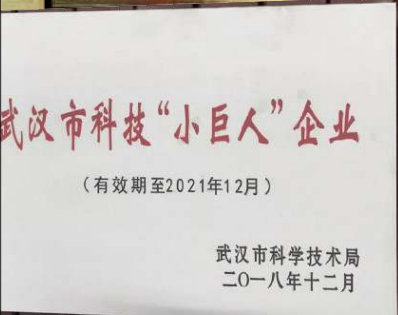 武汉市科技“小巨人”企业
（有效期至2021年12月）
武汉市科学技术局
二〇一八年十二月